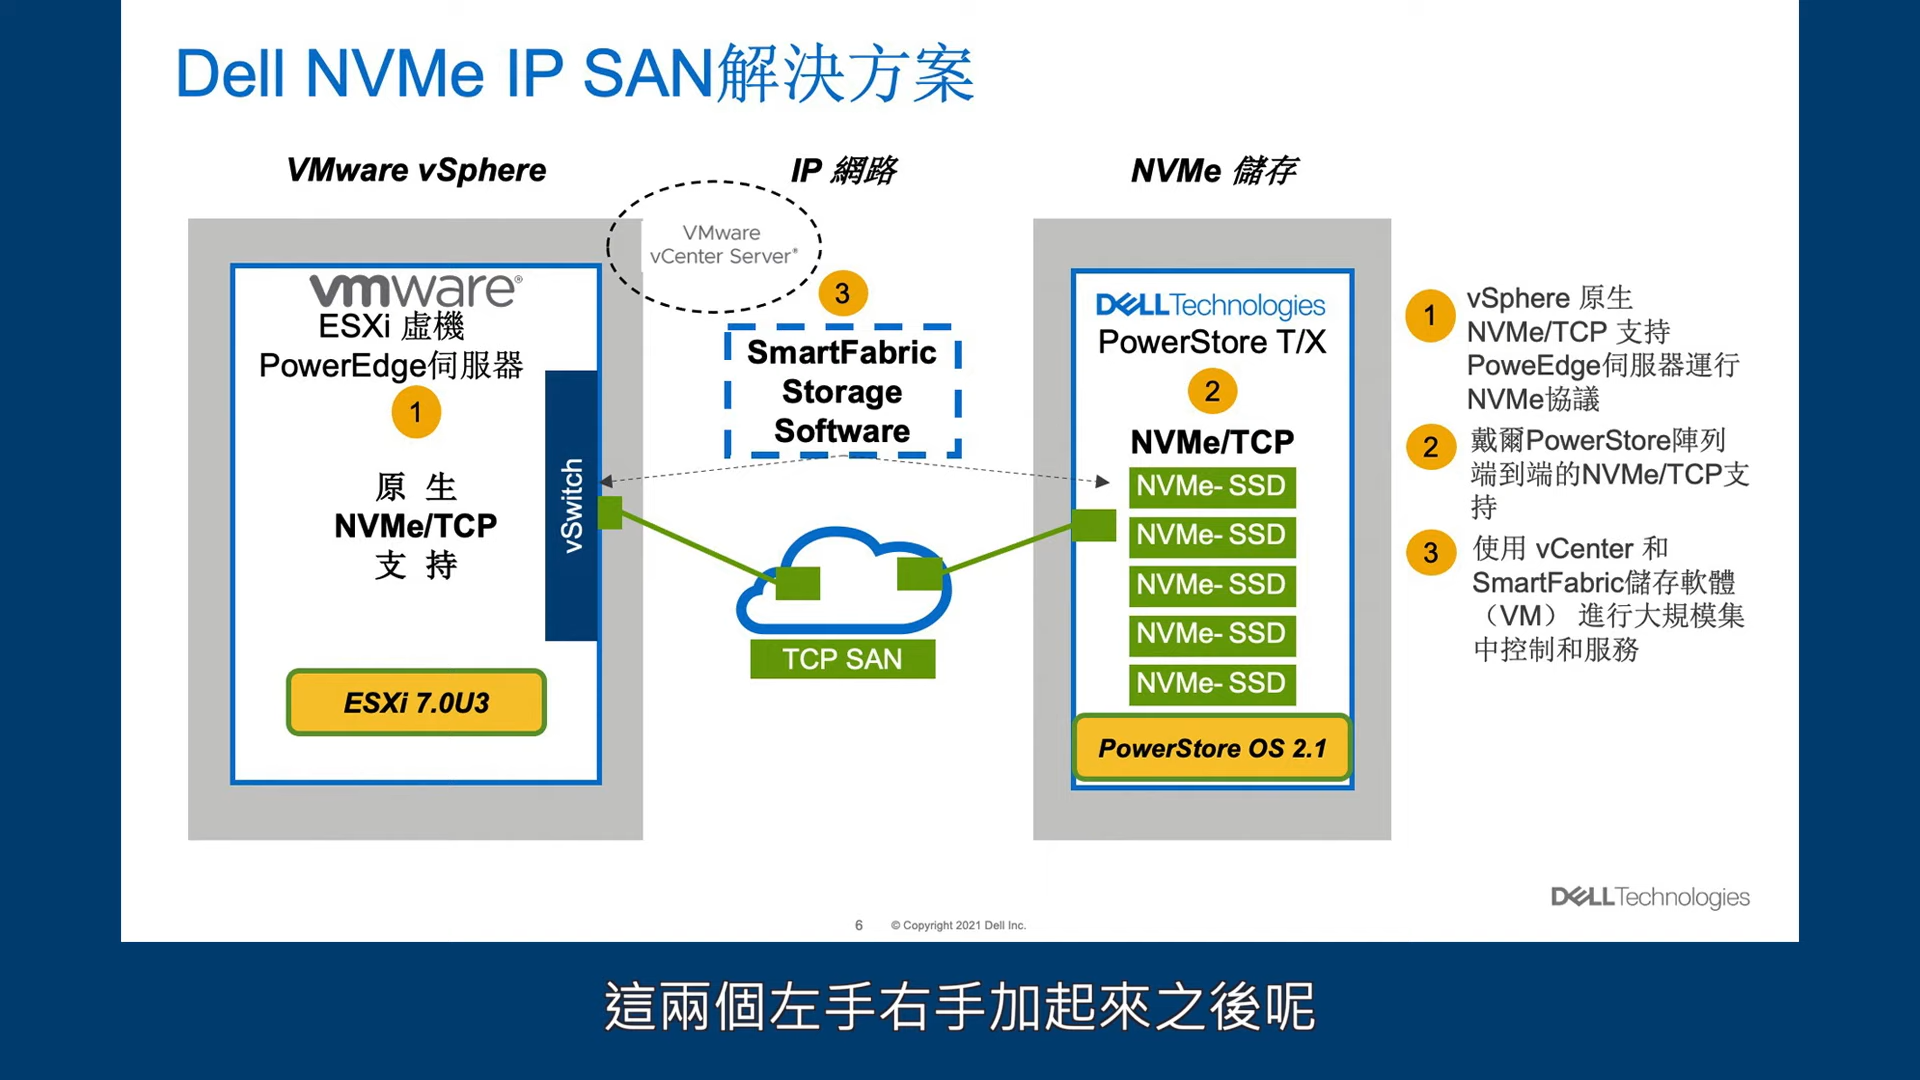 Dell NVMe IP SAN解決方案
VMware vSphere
IP 網路
NVMe 儲存
VMware
vCenter Server®
vmware®
ESXi 虛機
PowerEdge伺服器
1
原 生
NVMe/TCP
支 持
vSwitch
ESXi 7.0U3
3
SmartFabric
Storage
Software
TCP SAN
DELLTechnologies
PowerStore T/X
2
NVMe/TCP
NVMe- SSD
NVMe- SSD
NVMe- SSD
NVMe- SSD
NVMe- SSD
PowerStore OS 2.1
1
vSphere 原生
NVMe/TCP 支持
PoweEdge伺服器運行
NVMe協議
2
戴爾PowerStore陣列
端到端的NVMe/TCP支
持
3
使用 vCenter 和
SmartFabric儲存軟體
（VM） 進行大規模集
中控制和服務
DELLTechnologies
6
© Copyright 2021 Dell Inc.
這兩個左手右手加起來之後呢